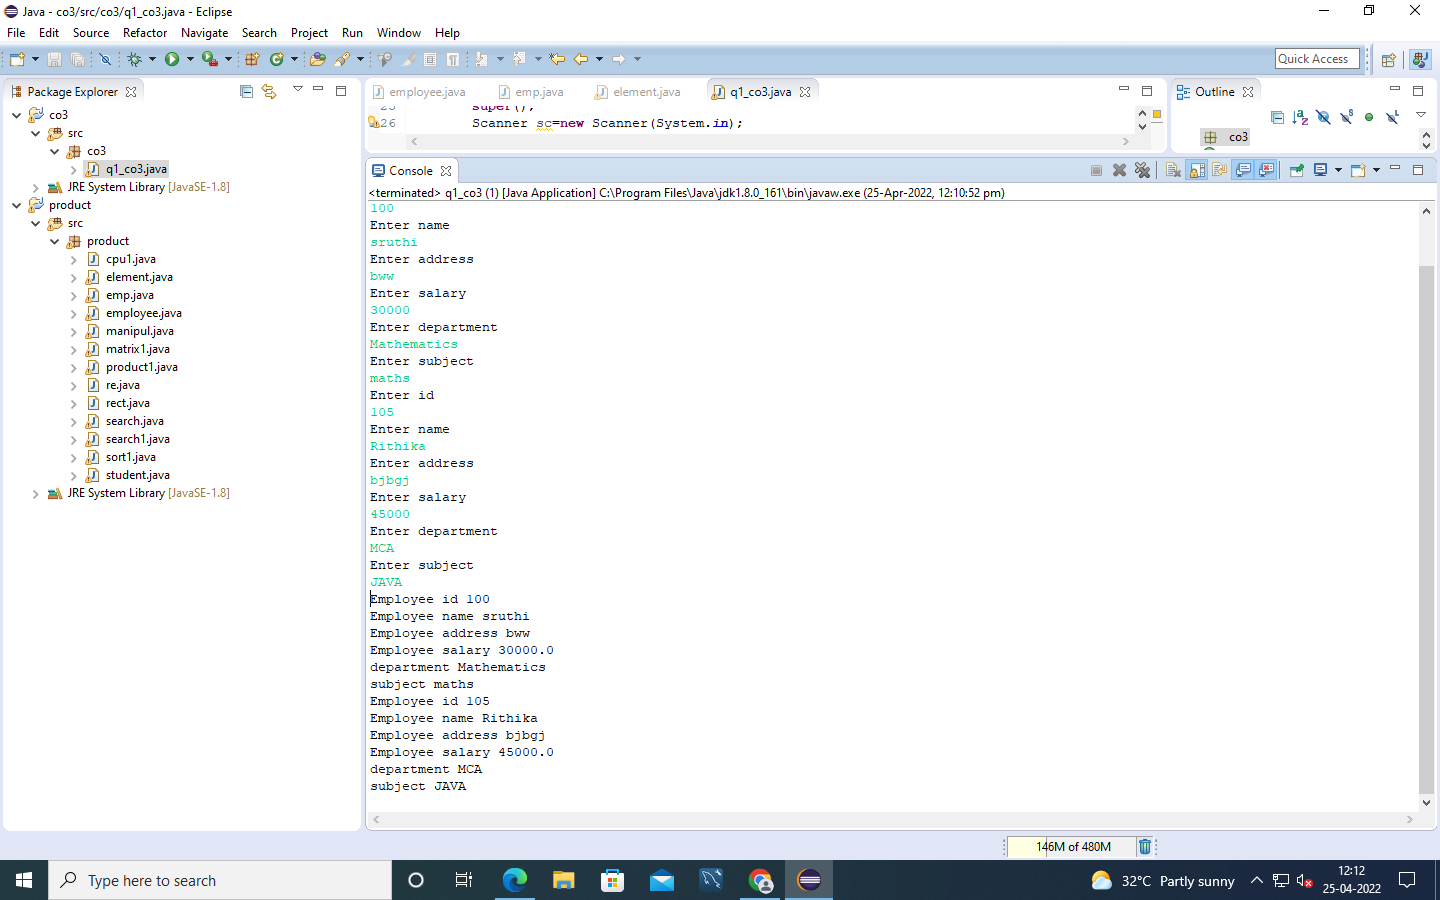 Java - co3/src/co3/q1_co3.java - Eclipse
File Edit Source Refactor Navigate Search Project Run Window Help
Quick Access
Package Explorer
co3
src
co3
q1_co3.java
JRE System Library [JavaSE-1.8]
product
src
product
cpu1.java
element.java
emp.java
employee.java
manipul.java
matrix1.java
product1.java
re.java
rect.java
search.java
search1.java
sort1.java
student.java
JRE System Library [JavaSE-1.8]
employee.java emp.java element.java q1_co3.java
25 super();
26 Scanner sc=new Scanner(System.in);
Outline
co3
Console
<terminated> q1_co3 (1) [Java Application] C:\Program Files\Java\jdk1.8.0_161\bin\javaw.exe (25-Apr-2022, 12:10:52 pm)
100
Enter name
sruthi
Enter address
bww
Enter salary
30000
Enter department
Mathematics
Enter subject
maths
Enter id
105
Enter name
Rithika
Enter address
bjbgj
Enter salary
45000
Enter department
MCA
Enter subject
JAVA
Employee id 100
Employee name sruthi
Employee address bww
Employee salary 30000.0
department Mathematics
subject maths
Employee id 105
Employee name Rithika
Employee address bjbgj
Employee salary 45000.0
department MCA
subject JAVA
146M of 480M
Type here to search
32°C Partly sunny
12:12
25-04-2022